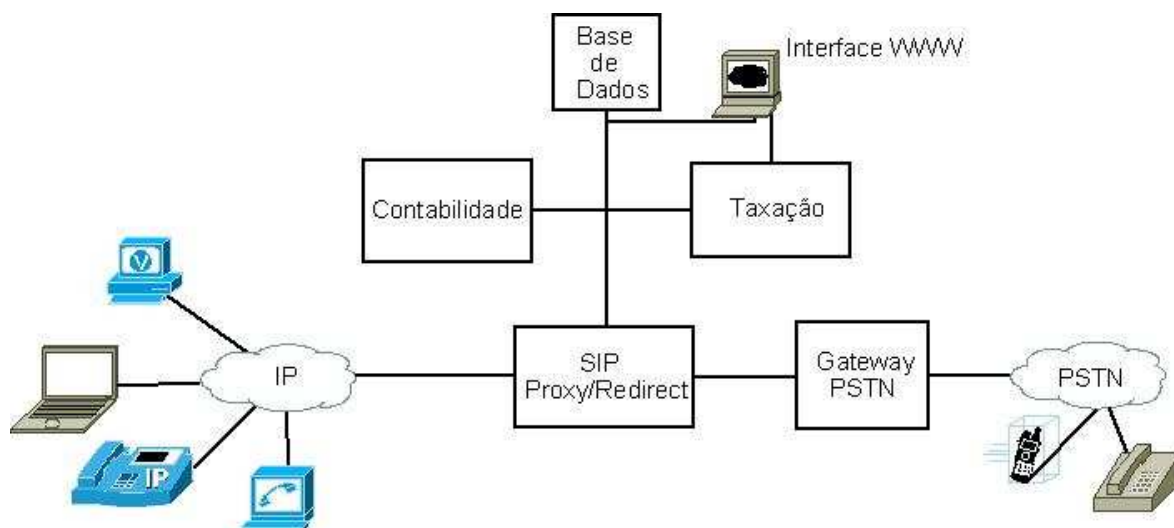 Base
de
Dados
Interface WWW
Contabilidade
Taxação
V
IP
SIP
Proxy/Redirect
Gateway
PSTN
PSTN
IP